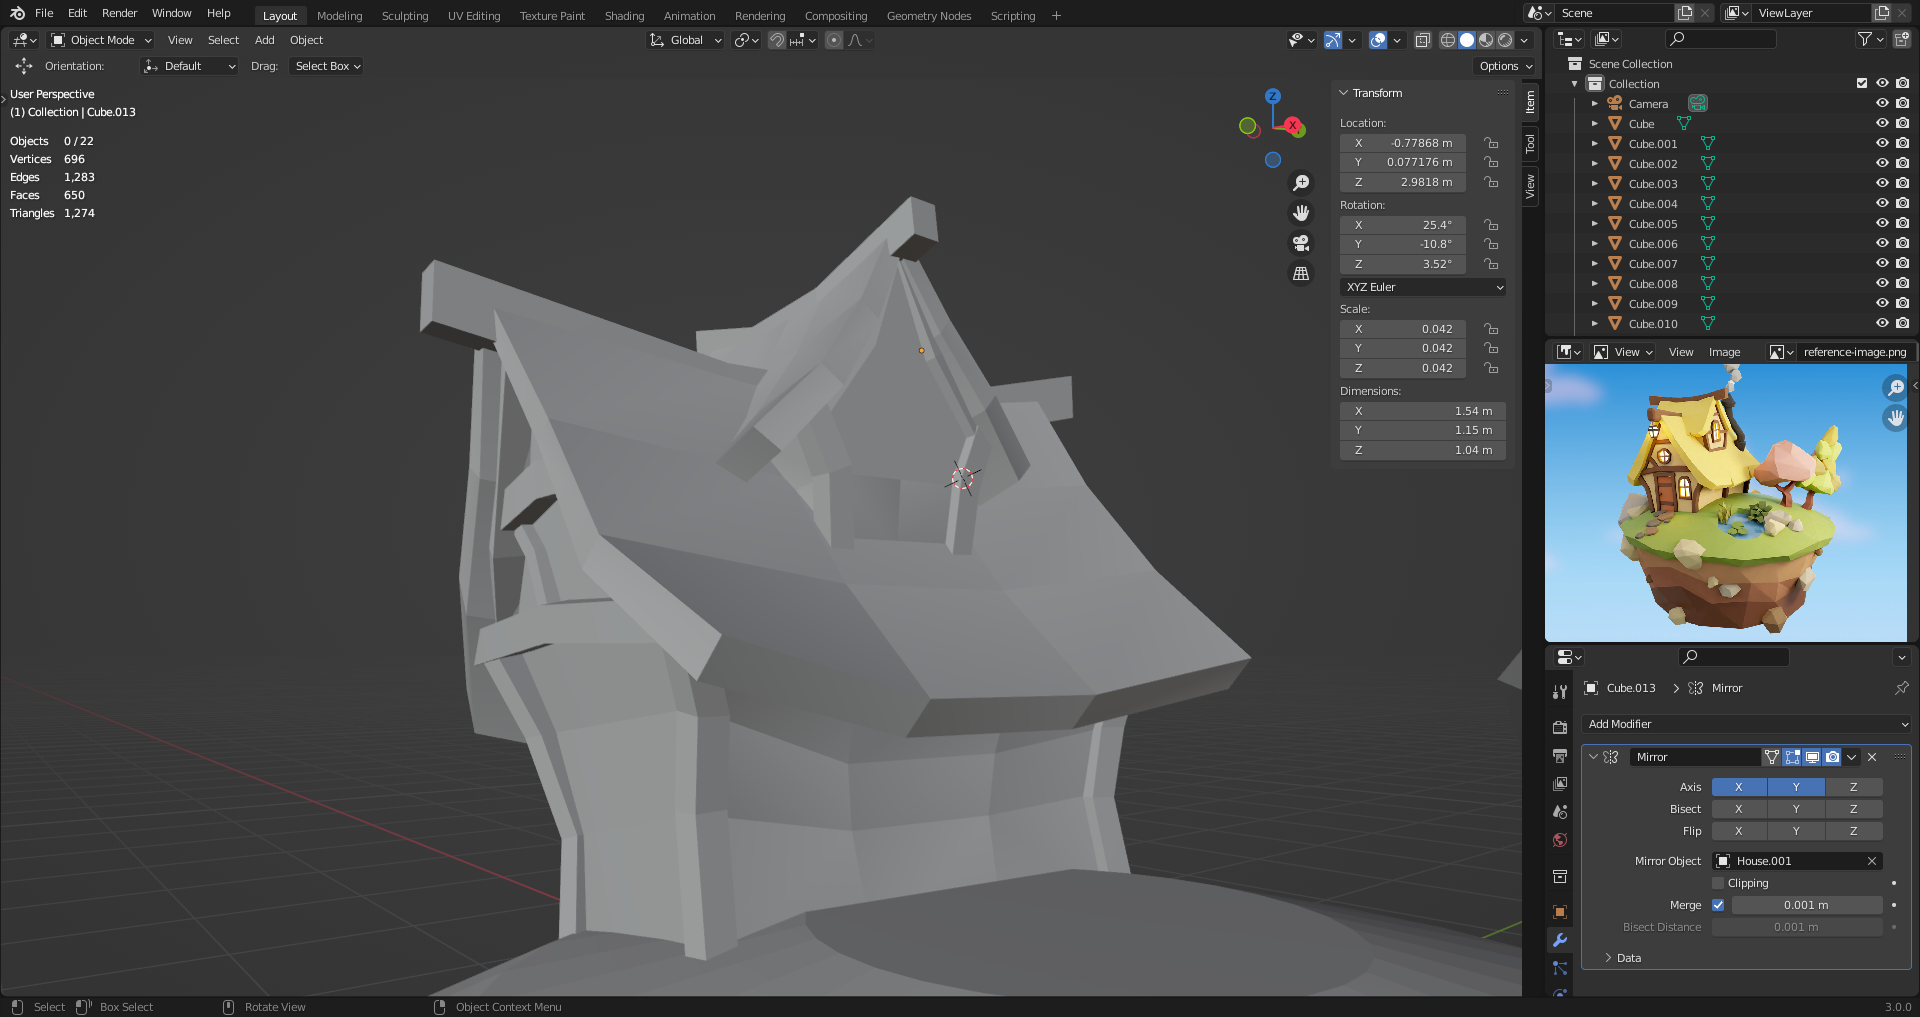 File Edit Render Window Help Layout Modeling Sculpting UV Editing Texture Paint Shading Animation Rendering Compositing Geometry Nodes Scripting + Scene ViewLayer
Object Mode View Select Add Object Global
Orientation: Default Drag: Select Box Options
User Perspective
(1) Collection | Cube.013
Objects 0 / 22
Vertices 696
Edges 1,283
Faces 650
Triangles 1,274
Z
X
Transform
Location:
X -0.77868 m
Y 0.077176 m
Z 2.9818 m
Rotation:
X 25.4°
Y -10.8°
Z 3.52°
XYZ Euler
Scale:
X 0.042
Y 0.042
Z 0.042
Dimensions:
X 1.54 m
Y 1.15 m
Z 1.04 m
Item
Tool
View
Scene Collection
Collection
Camera
Cube
Cube.001
Cube.002
Cube.003
Cube.004
Cube.005
Cube.006
Cube.007
Cube.008
Cube.009
Cube.010
View View Image reference-image.png
Cube.013 Mirror
Add Modifier
Mirror
Axis X Y Z
Bisect X Y Z
Flip X Y Z
Mirror Object House.001
Clipping
Merge 0.001 m
Bisect Distance 0.001 m
Data
Select Box Select Rotate View Object Context Menu 3.0.0